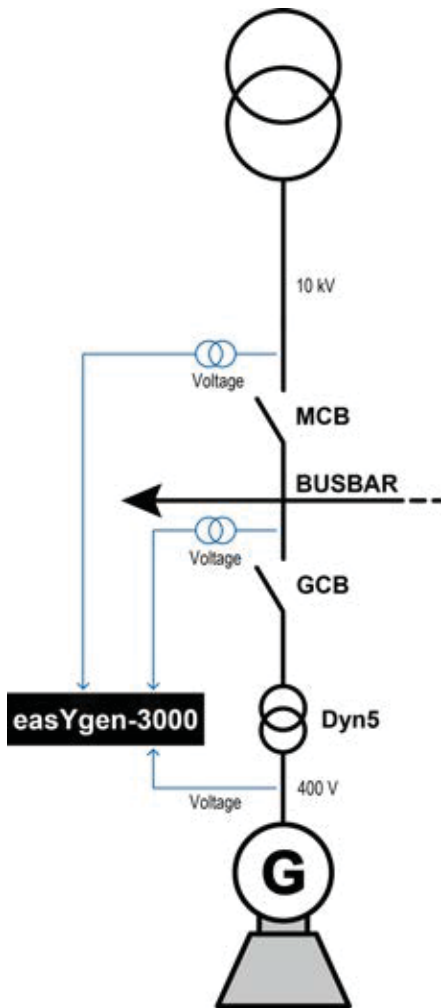 10 kV
Voltage
MCB
BUSBAR
Voltage
GCB
easYgen-3000
Dyn5
Voltage
400 V
G